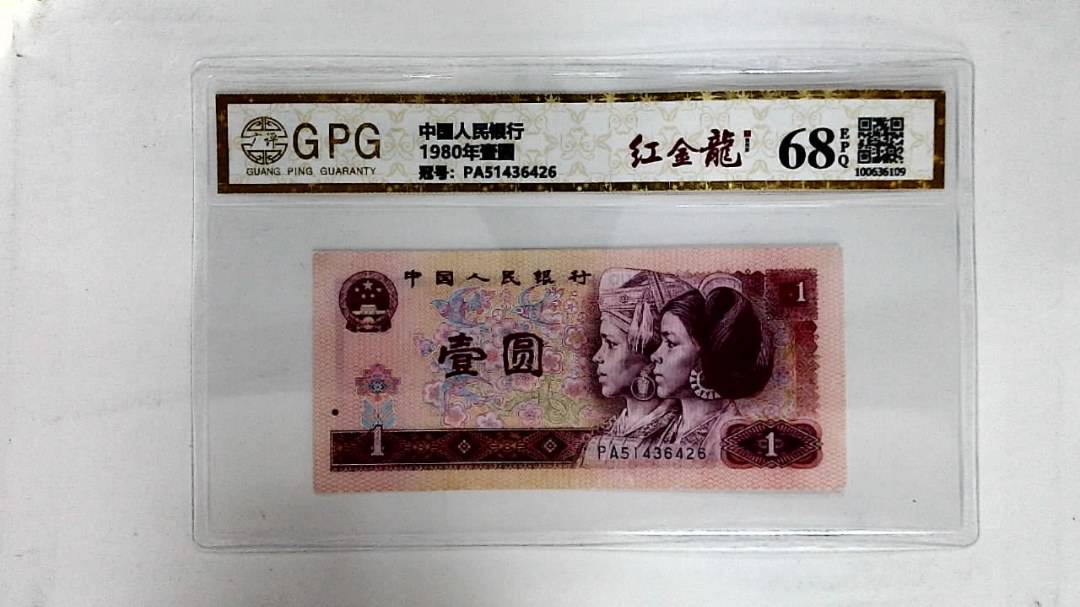 GPG
GUANG PING GUARANTY
中国人民银行
1980年壹圆
冠号：PA51436426
红金龍
68
EPQ
100636109
中国人民银行
1
壹圆
1
PA51436426
1